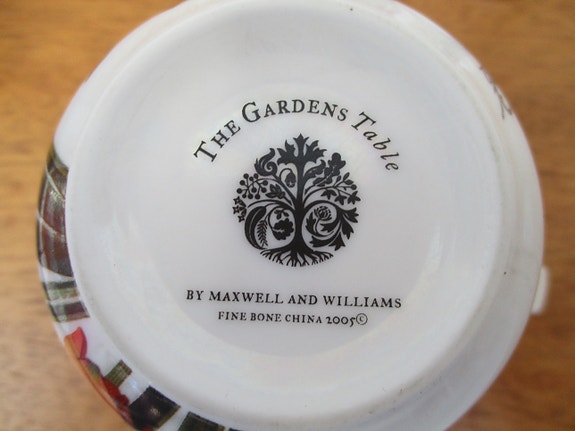 The Gardens Table
BY MAXWELL AND WILLIAMS
FINE BONE CHINA 2005©